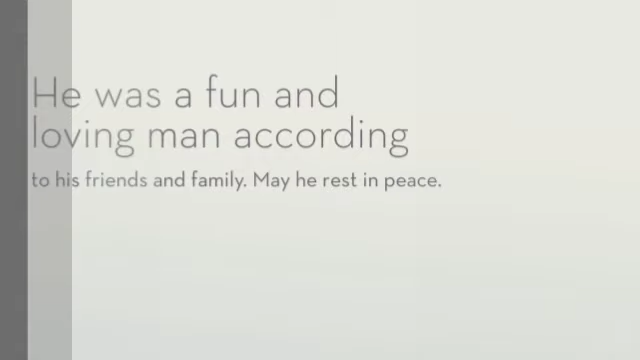 He was a fun and
loving man according
to his friends and family. May he rest in peace.